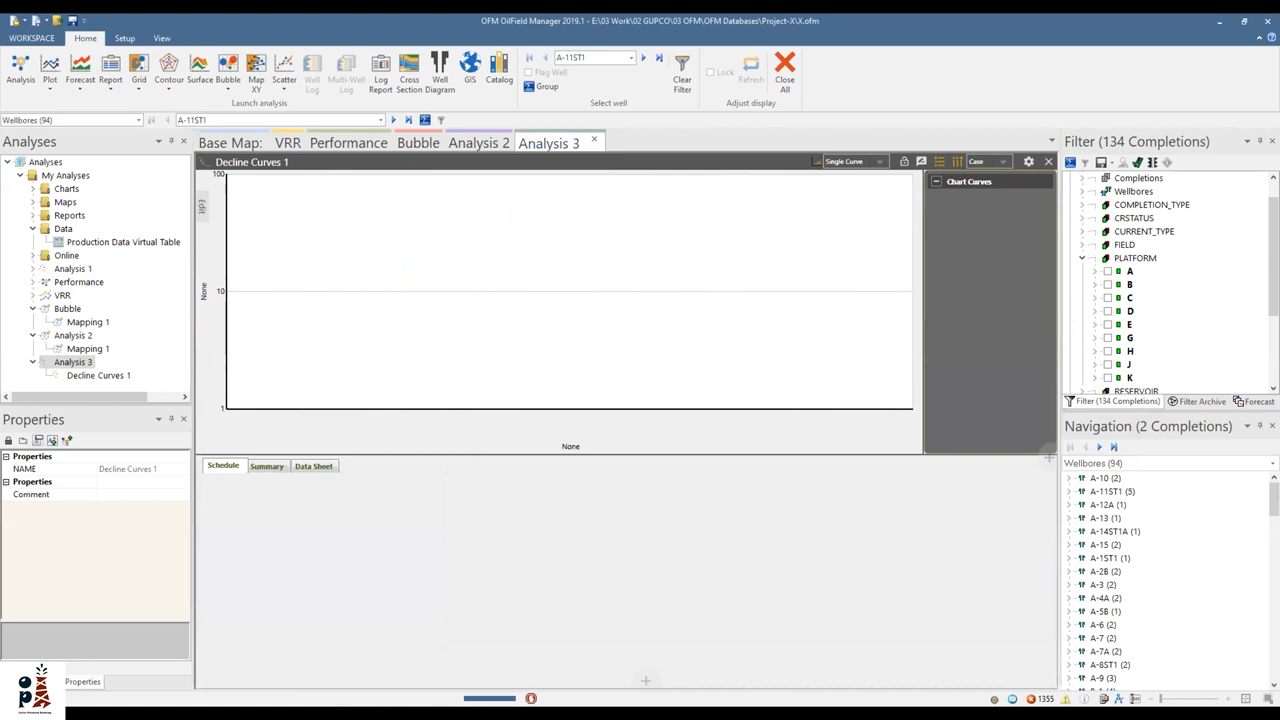 OFM OilField Manager 2019.1 - E:\03 Work\02 GUPCO\03 OFM\OFM Databases\Project-X\X.ofm
WORKSPACE Home Setup View
Analysis Plot Forecast Report Grid Contour Surface Bubble Map XY Scatter Well Log Multi-Well Log Log Report Cross Section Well Diagram GIS Catalog
A-11ST1
Flag Well
Group
Clear Filter
Lock Refresh
Close All
Launch analysis Select well Adjust display
Wellbores (94) A-11ST1
Analyses
Analyses
My Analyses
Charts
Maps
Reports
Data
Production Data Virtual Table
Online
Analysis 1
Performance
VRR
Bubble
Mapping 1
Analysis 2
Mapping 1
Analysis 3
Decline Curves 1
Properties
Properties
NAME Decline Curves 1
Properties
Comment
Properties
Base Map: VRR Performance Bubble Analysis 2 Analysis 3
Decline Curves 1 Single Curve Case
Edit
100
10
1
None
None
Chart Curves
Schedule Summary Data Sheet
Filter (134 Completions)
Completions
Wellbores
COMPLETION_TYPE
CRSTATUS
CURRENT_TYPE
FIELD
PLATFORM
A
B
C
D
E
G
H
J
K
RESERVOIR
Filter (134 Completions) Filter Archive Forecast
Navigation (2 Completions)
Wellbores (94)
A-10 (2)
A-11ST1 (5)
A-12A (1)
A-13 (1)
A-14ST1A (1)
A-15 (2)
A-1ST1 (1)
A-2B (2)
A-3 (2)
A-4A (2)
A-5B (1)
A-6 (2)
A-7 (2)
A-7A (2)
A-8ST1 (2)
A-9 (3)
1355